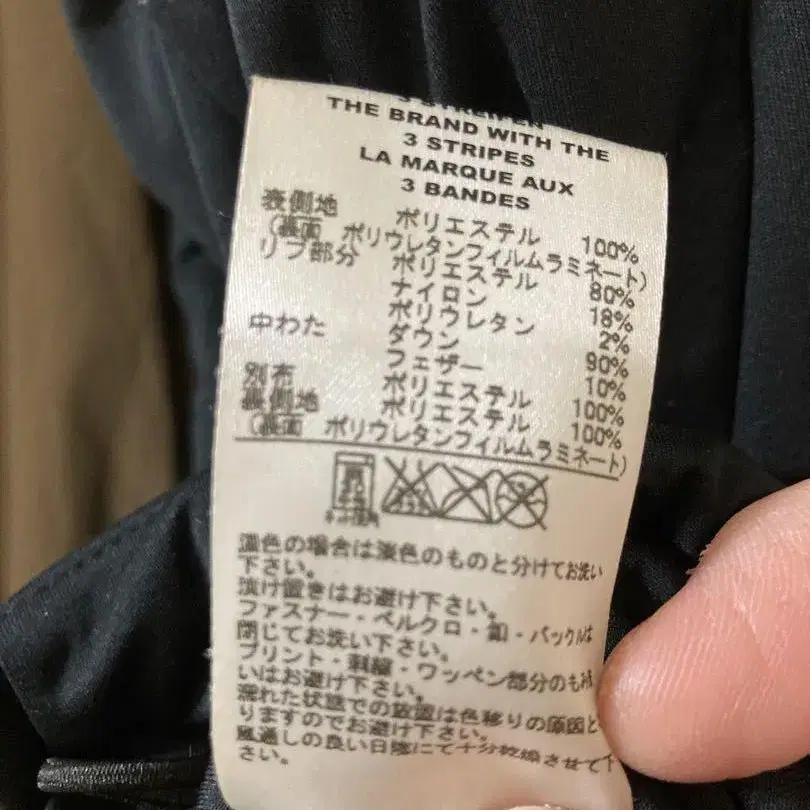 3 STREIFEN
THE BRAND WITH THE
3 STRIPES
LA MARQUE AUX
3 BANDES
表側地 ポリエステル 100%
(裏面 ポリウレタンフィルムラミネート)
リブ部分 ポリエステル 80%
ナイロン 18%
ポリウレタン 2%
中わた ダウン 90%
フェザー 10%
別布 ポリエステル 100%
裏側地 ポリエステル 100%
(裏面 ポリウレタンフィルムラミネート)
濃色の場合は淡色のものと分けてお洗い
下さい。
漬け置きはお避け下さい。
ファスナー・ベルクロ・釦・バックルは
閉じてお洗い下さい。
プリント・刺繍・ワッペン部分のもみ洗
いはお避け下さい。
濡れた状態での放置は色移りの原因と
りますのでお避け下さい。
風通しの良い日陰にて十分乾燥させて下
さい。